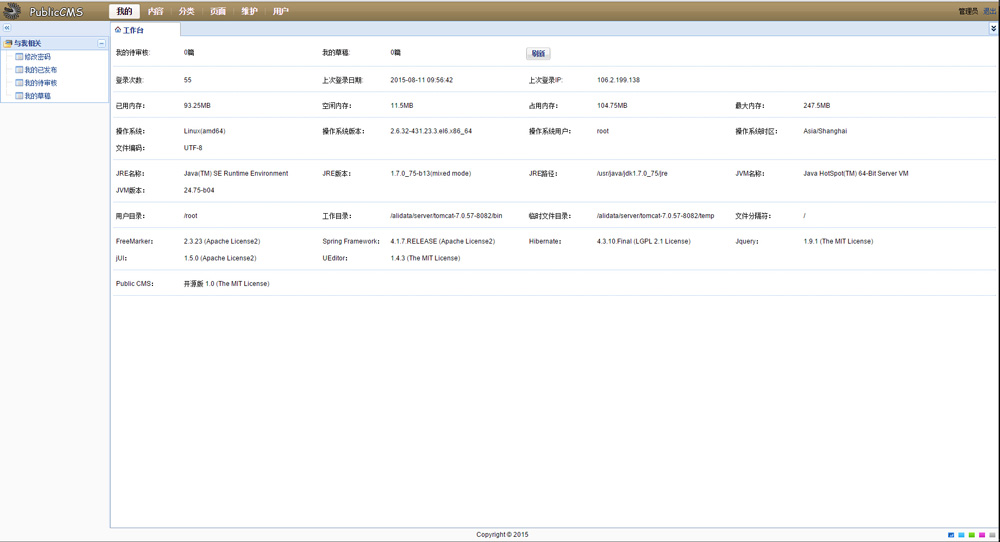 PublicCMS 我的 内容 分类 页面 维护 用户 管理员 退出
工作台
与我相关
修改密码
我的已发布
我的待审核
我的草稿
我的待审核: 0篇 我的草稿: 0篇 刷新
登录次数: 55 上次登录日期: 2015-08-11 09:56:42 上次登录IP: 106.2.199.138
已用内存: 93.25MB 空闲内存: 11.5MB 占用内存: 104.75MB 最大内存: 247.5MB
操作系统: Linux(amd64) 操作系统版本: 2.6.32-431.23.3.el6.x86_64 操作系统用户: root 操作系统时区: Asia/Shanghai
文件编码: UTF-8
JRE名称: Java(TM) SE Runtime Environment JRE版本: 1.7.0_75-b13(mixed mode) JRE路径: /usr/java/jdk1.7.0_75/jre JVM名称: Java HotSpot(TM) 64-Bit Server VM
JVM版本: 24.75-b04
用户目录: /root 工作目录: /alidata/server/tomcat-7.0.57-8082/bin 临时文件目录: /alidata/server/tomcat-7.0.57-8082/temp 文件分隔符: /
FreeMarker: 2.3.23 (Apache License2) Spring Framework: 4.1.7.RELEASE (Apache License2) Hibernate: 4.3.10.Final (LGPL 2.1 License) Jquery: 1.9.1 (The MIT License)
jUI: 1.5.0 (Apache License2) UEditor: 1.4.3 (The MIT License)
Public CMS: 开源版 1.0 (The MIT License)
Copyright © 2015